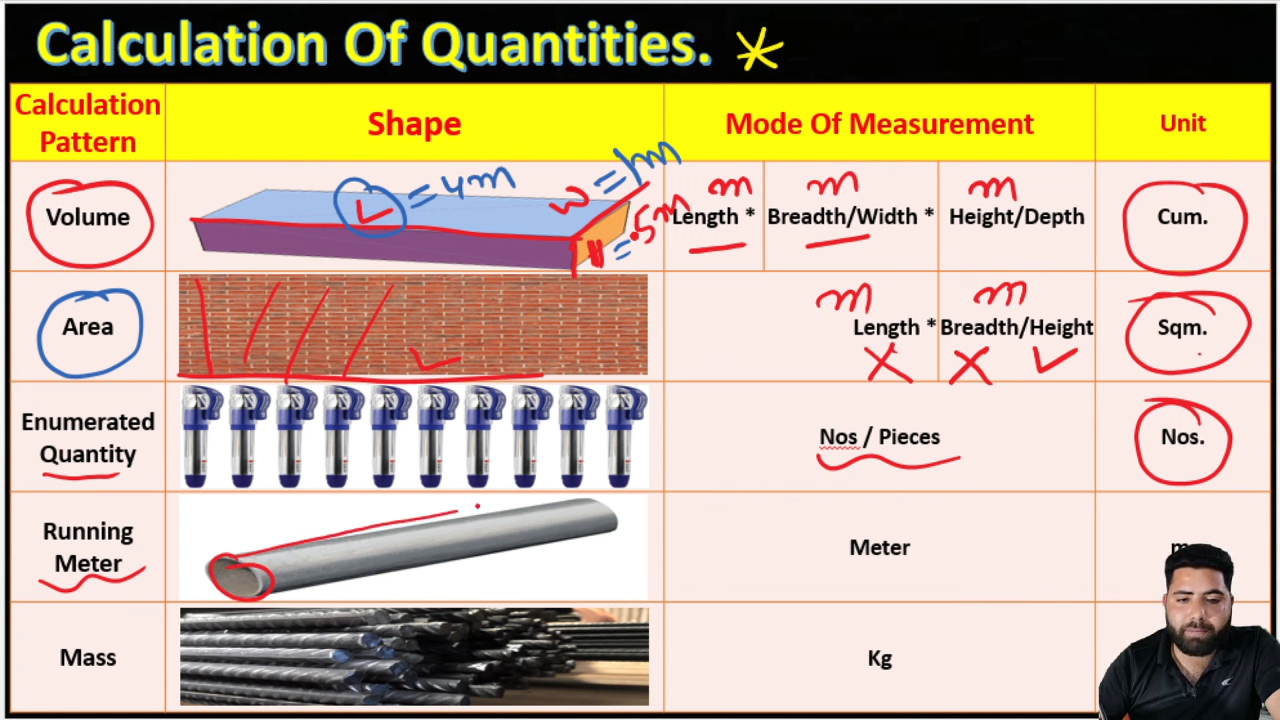 Calculation Of Quantities. *
Calculation
Pattern
Shape
Mode Of Measurement
Unit
Volume
L = 4m
W = 1m
H = .5m
m
Length *
m
Breadth/Width *
m
Height/Depth
Cum.
Area
m
Length *
m
Breadth/Height
Sqm.
Enumerated
Quantity
Nos / Pieces
Nos.
Running
Meter
Meter
Mass
Kg